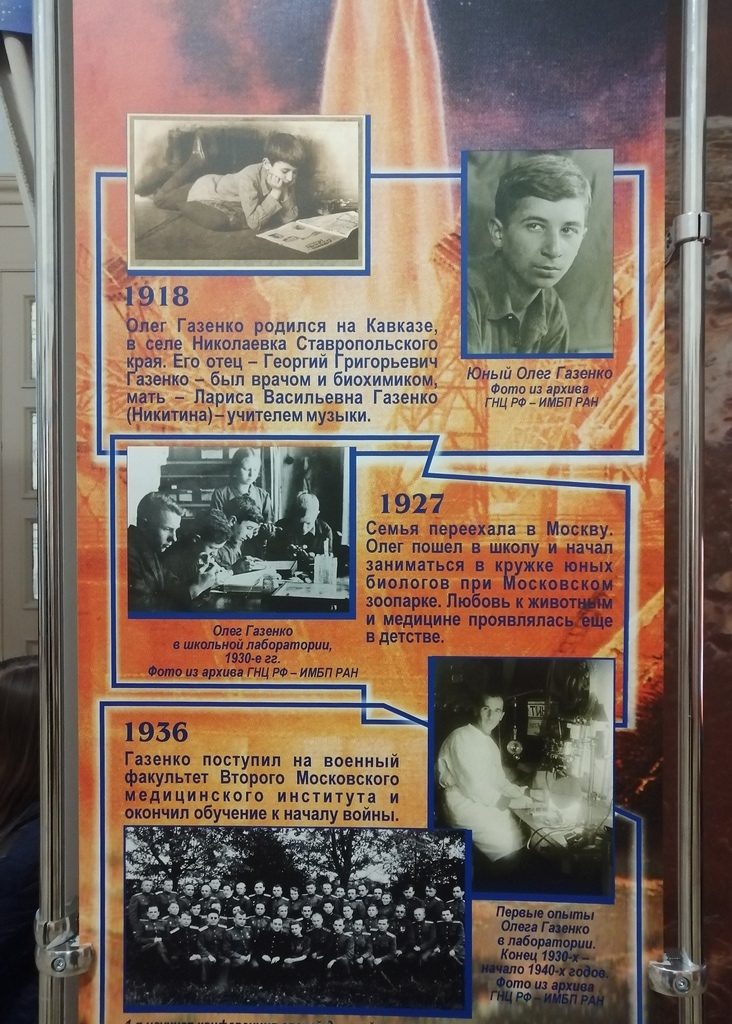 1918
Олег Газенко родился на Кавказе,
в селе Николаевка Ставропольского
края. Его отец – Георгий Григорьевич
Газенко – был врачом и биохимиком,
мать – Лариса Васильевна Газенко
(Никитина) – учителем музыки.
Юный Олег Газенко
Фото из архива
ГНЦ РФ – ИМБП РАН
1927
Семья переехала в Москву.
Олег пошел в школу и начал
заниматься в кружке юных
биологов при Московском
зоопарке. Любовь к животным
и медицине проявлялась еще
в детстве.
Олег Газенко
в школьной лаборатории,
1930-е гг.
Фото из архива ГНЦ РФ – ИМБП РАН
1936
Газенко поступил на военный
факультет Второго Московского
медицинского института и
окончил обучение к началу войны.
Первые опыты
Олега Газенко
в лаборатории.
Конец 1930-х –
начало 1940-х годов.
Фото из архива
ГНЦ РФ – ИМБП РАН